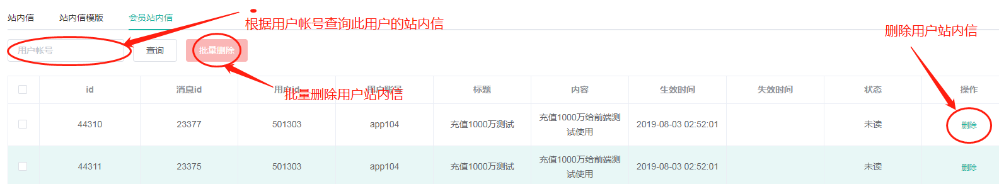 站内信 站内信模版 会员站内信
根据用户帐号查询此用户的站内信
删除用户站内信
用户帐号 查询 批量删除
批量删除用户站内信
id 消息id 用户id 用户账号 标题 内容 生效时间 失效时间 状态 操作
44310 23377 501303 app104 充值1000万测试 充值1000万给前端测 2019-08-03 02:52:01 未读 删除
试使用
44311 23375 501303 app104 充值1000万测试 充值1000万给前端测 2019-08-03 02:52:01 未读 删除
试使用